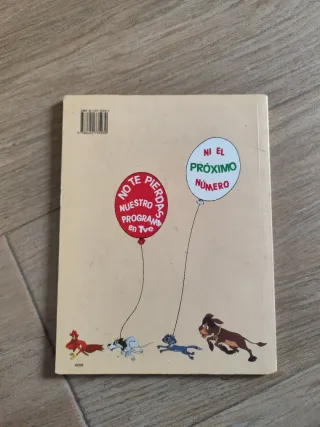 NO TE PIERDAS
NUESTRO
PROGRAMA
en tve
NI EL
PRÓXIMO
NÚMERO